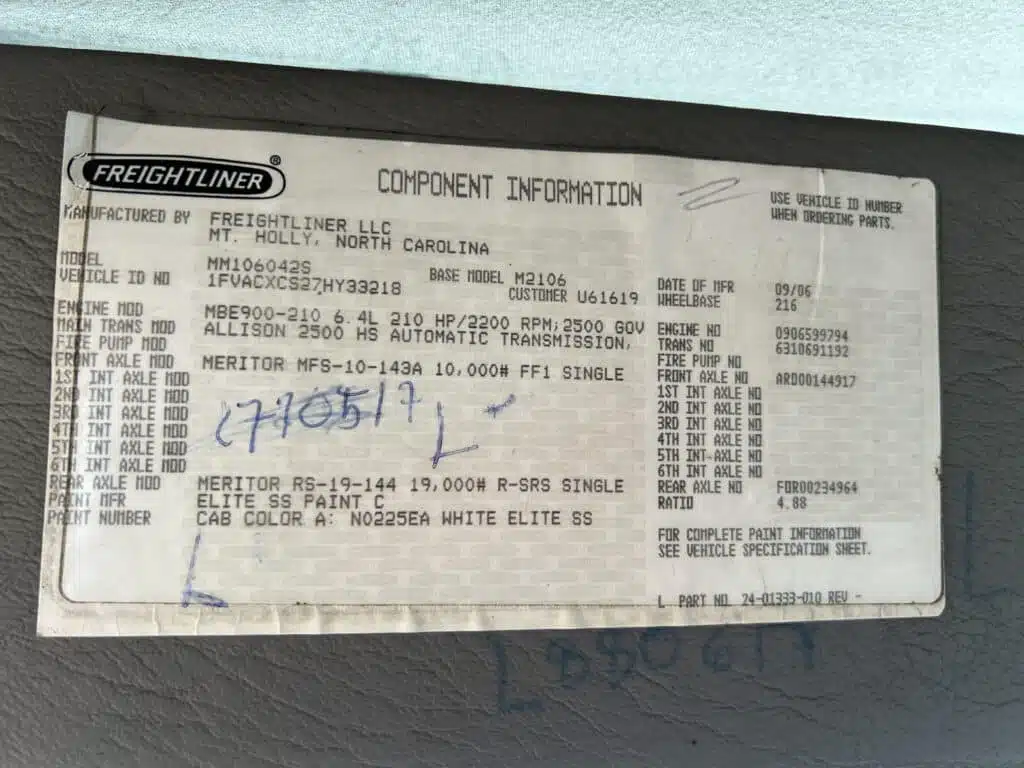 FREIGHTLINER®
COMPONENT INFORMATION
USE VEHICLE ID NUMBER
WHEN ORDERING PARTS.
MANUFACTURED BY FREIGHTLINER LLC
MT. HOLLY, NORTH CAROLINA
MODEL MM106042S BASE MODEL M2106
VEHICLE ID NO 1FVACXCS27HY33218 CUSTOMER U61619
ENGINE MOD MBE900-210 6.4L 210 HP/2200 RPM;2500 GOV
MAIN TRANS MOD ALLISON 2500 HS AUTOMATIC TRANSMISSION,
FIRE PUMP MOD
FRONT AXLE MOD MERITOR MFS-10-143A 10,000# FF1 SINGLE
1ST INT AXLE MOD
2ND INT AXLE MOD
3RD INT AXLE MOD
4TH INT AXLE MOD
5TH INT AXLE MOD
6TH INT AXLE MOD
REAR AXLE MOD MERITOR RS-19-144 19,000# R-SRS SINGLE
PAINT MFR ELITE SS PAINT C
PAINT NUMBER CAB COLOR A: N0225EA WHITE ELITE SS
DATE OF MFR 09/06
WHEELBASE 216
ENGINE NO 0906599794
TRANS NO 6310691192
FIRE PUMP NO
FRONT AXLE NO ARD00144917
1ST INT AXLE NO
2ND INT AXLE NO
3RD INT AXLE NO
4TH INT AXLE NO
5TH INT AXLE NO
6TH INT AXLE NO
REAR AXLE NO FOR00234964
RATIO 4.88
FOR COMPLETE PAINT INFORMATION
SEE VEHICLE SPECIFICATION SHEET.
L PART NO 24-01333-010 REV -